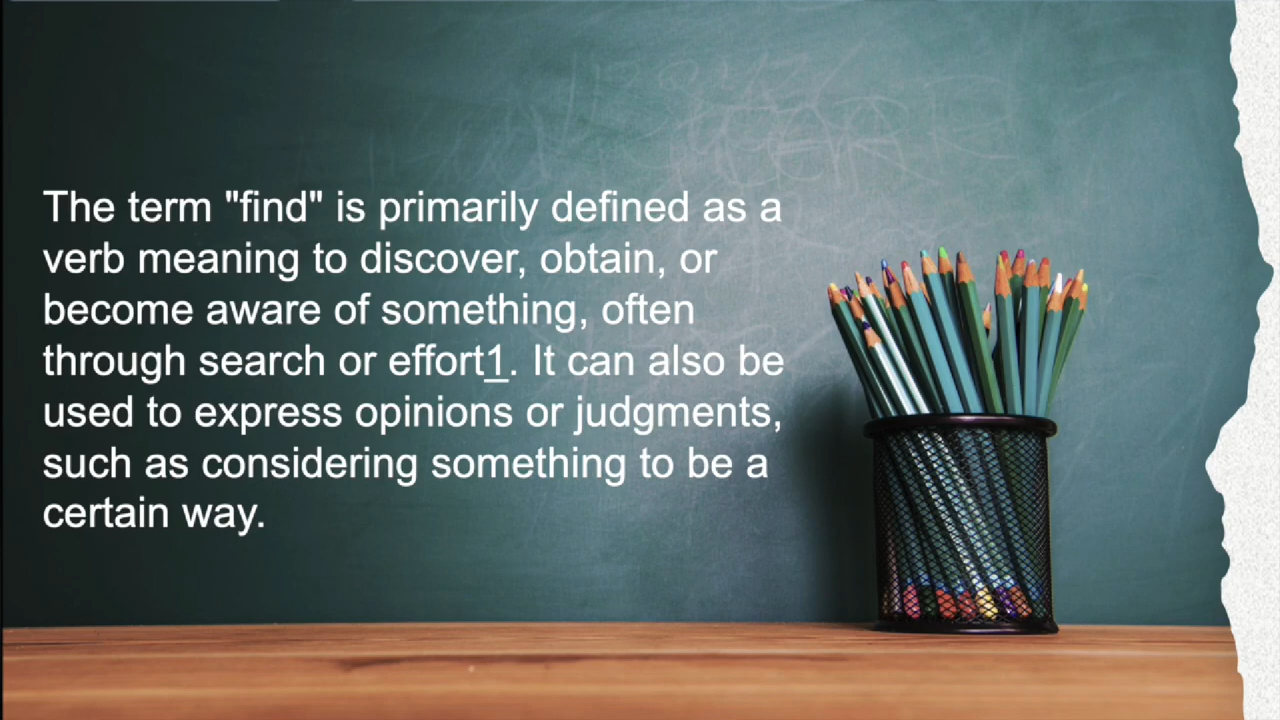 The term "find" is primarily defined as a
verb meaning to discover, obtain, or
become aware of something, often
through search or effort1. It can also be
used to express opinions or judgments,
such as considering something to be a
certain way.